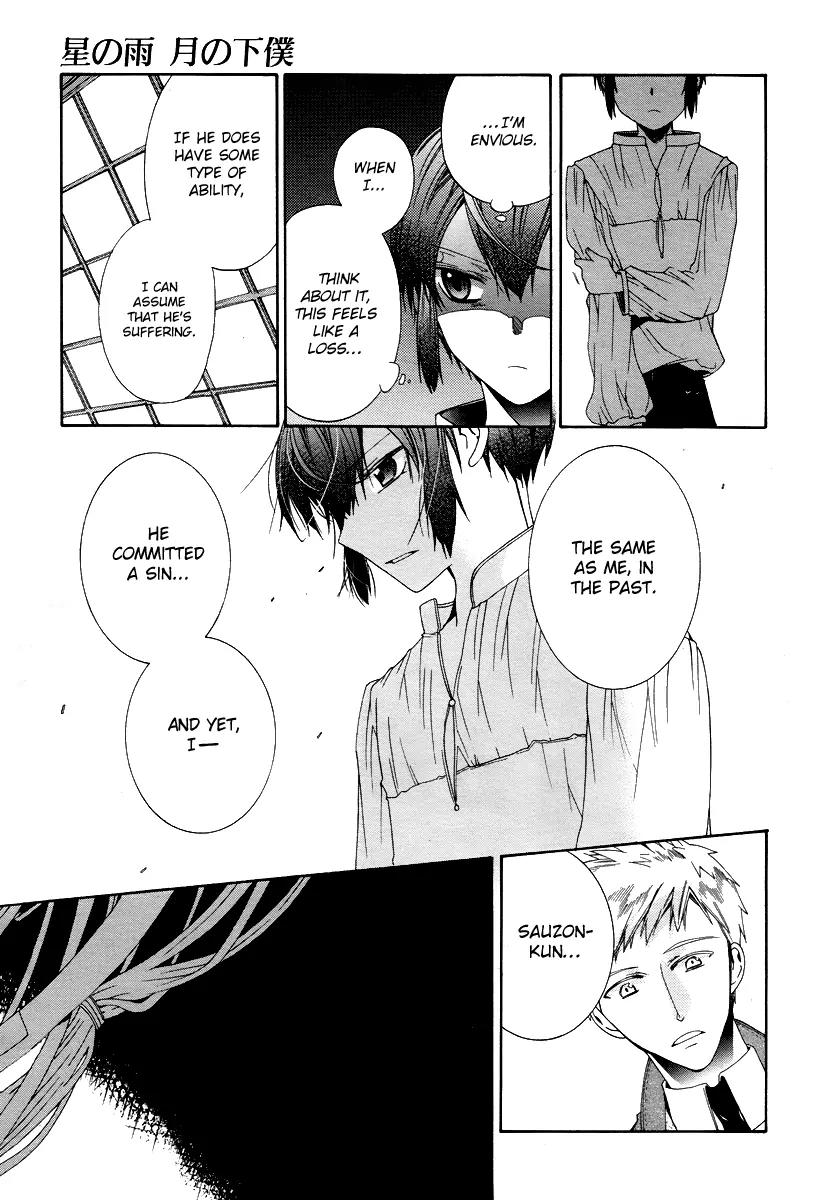 星の雨 月の下僕
...I'M
ENVIOUS.
WHEN
I...
THINK
ABOUT IT,
THIS FEELS
LIKE A
LOSS...
IF HE DOES
HAVE SOME
TYPE OF
ABILITY,
I CAN
ASSUME
THAT HE'S
SUFFERING.
THE SAME
AS ME, IN
THE PAST.
HE
COMMITTED
A SIN...
AND YET,
I—
SAUZON-
KUN...